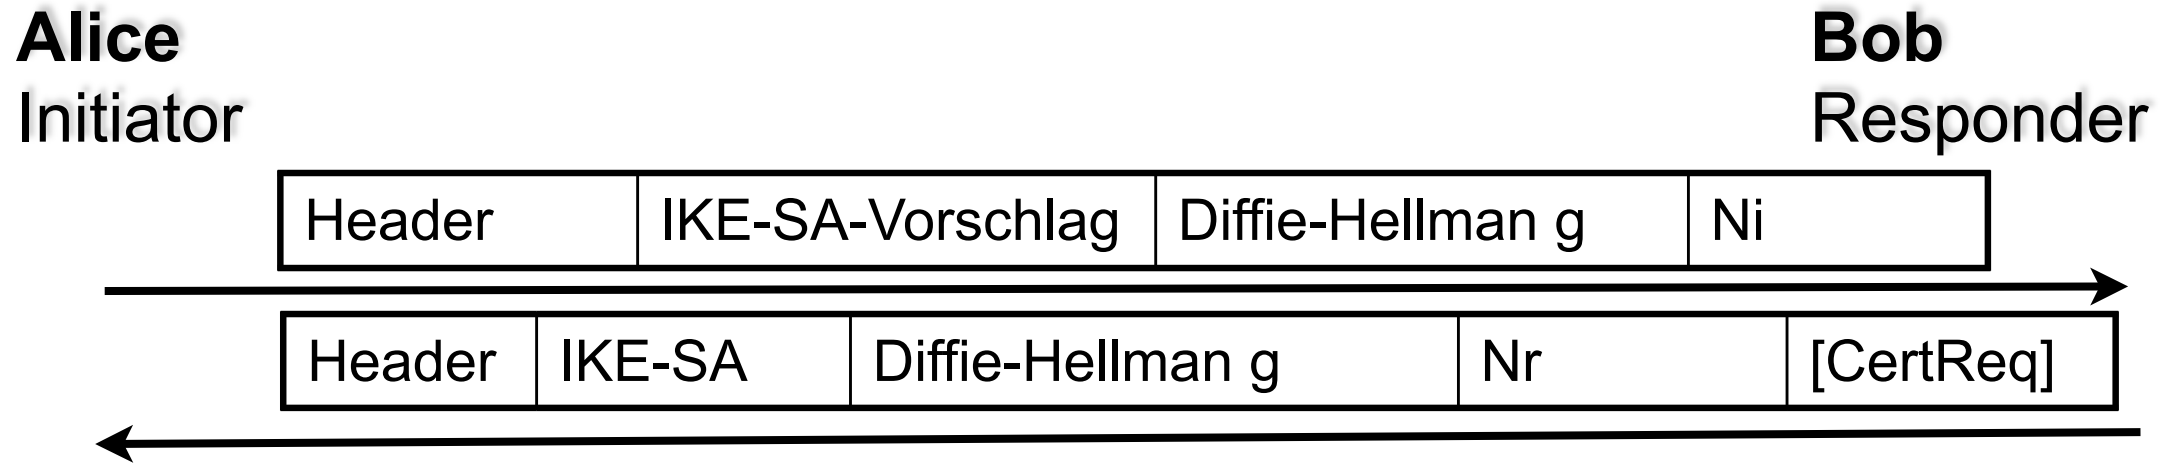 Alice
Initiator
Bob
Responder
Header IKE-SA-Vorschlag Diffie-Hellman g Ni
Header IKE-SA Diffie-Hellman g Nr [CertReq]